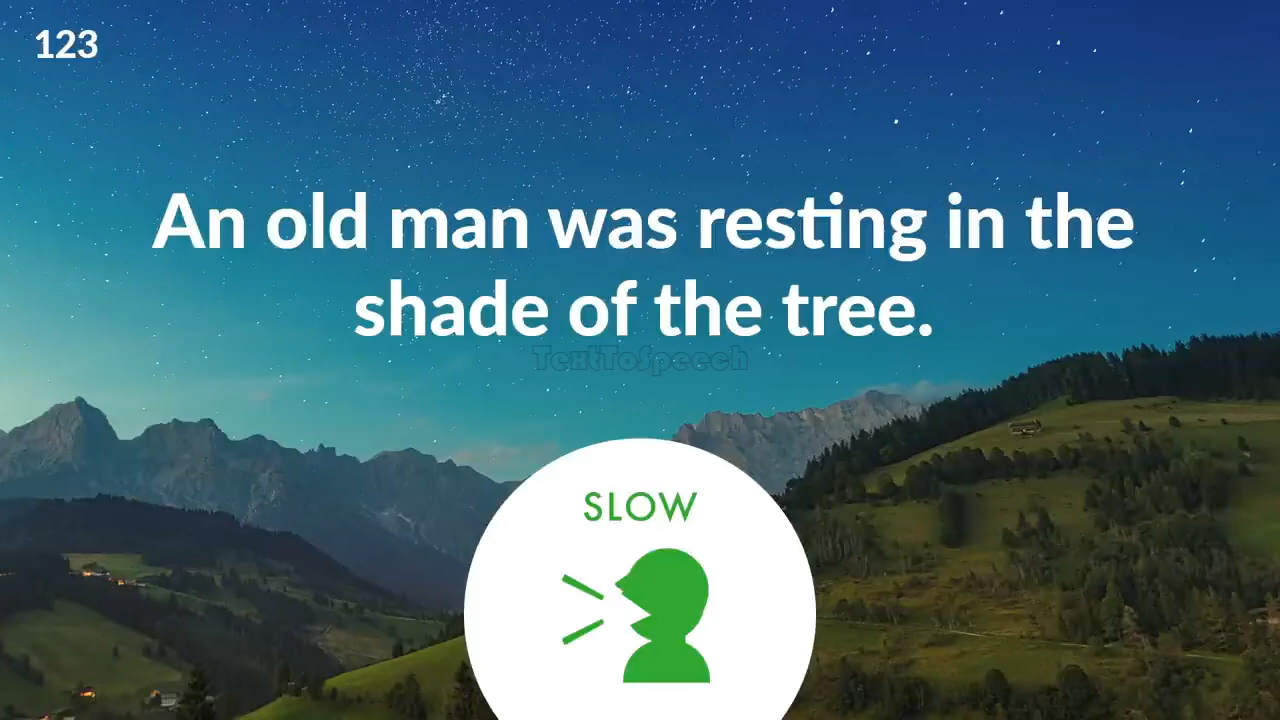 123
An old man was resting in the
shade of the tree.
TextToSpeech
SLOW